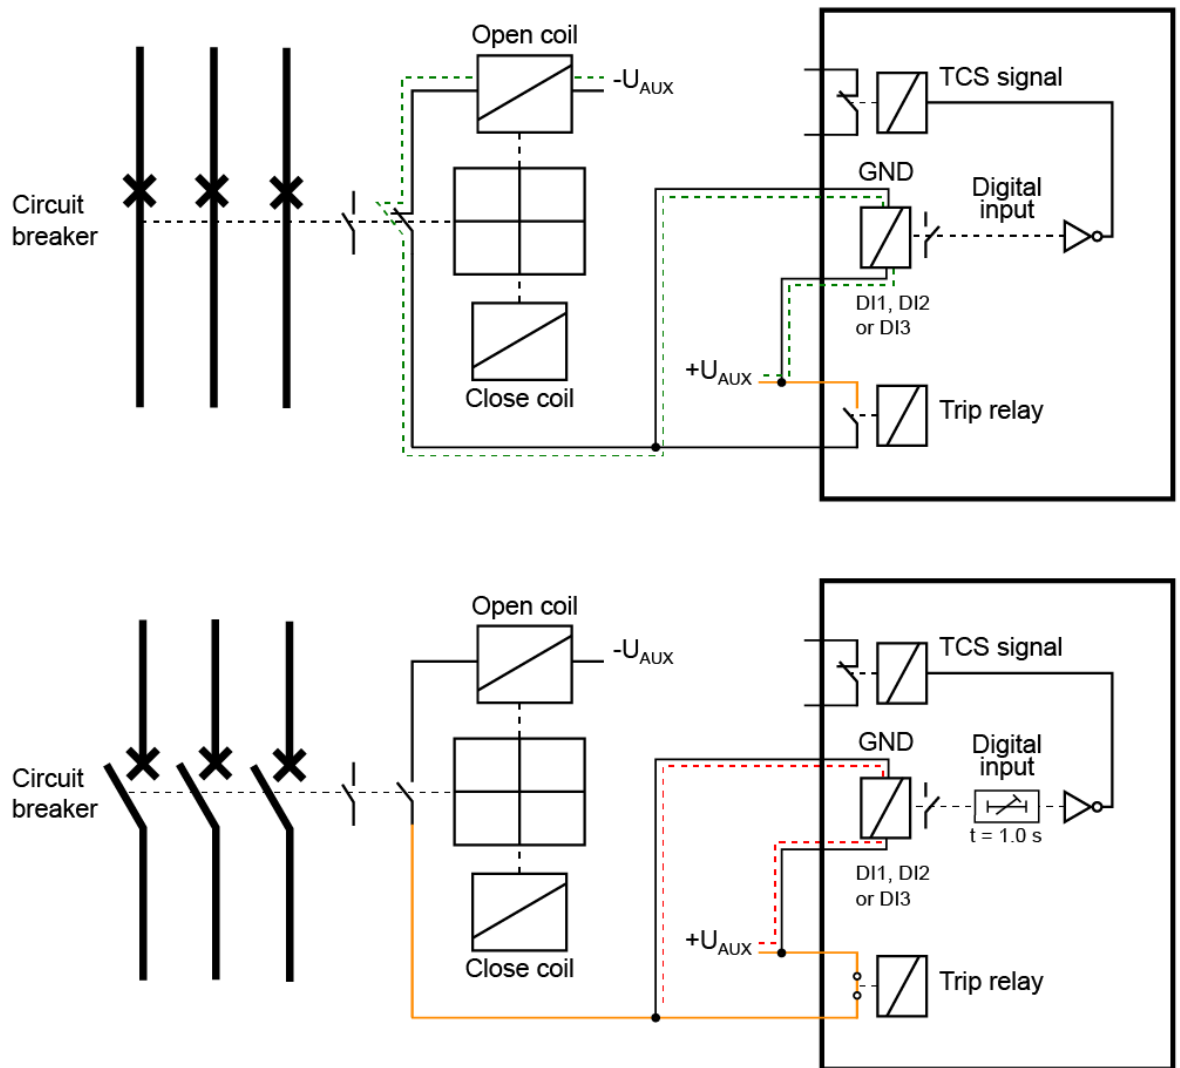 Open coil
-UAUX
TCS signal
GND
Digital
input
Circuit
breaker
DI1, DI2
or DI3
+UAUX
Close coil
Trip relay
Open coil
-UAUX
TCS signal
GND
Digital
input
Circuit
breaker
t = 1.0 s
DI1, DI2
or DI3
+UAUX
Close coil
Trip relay